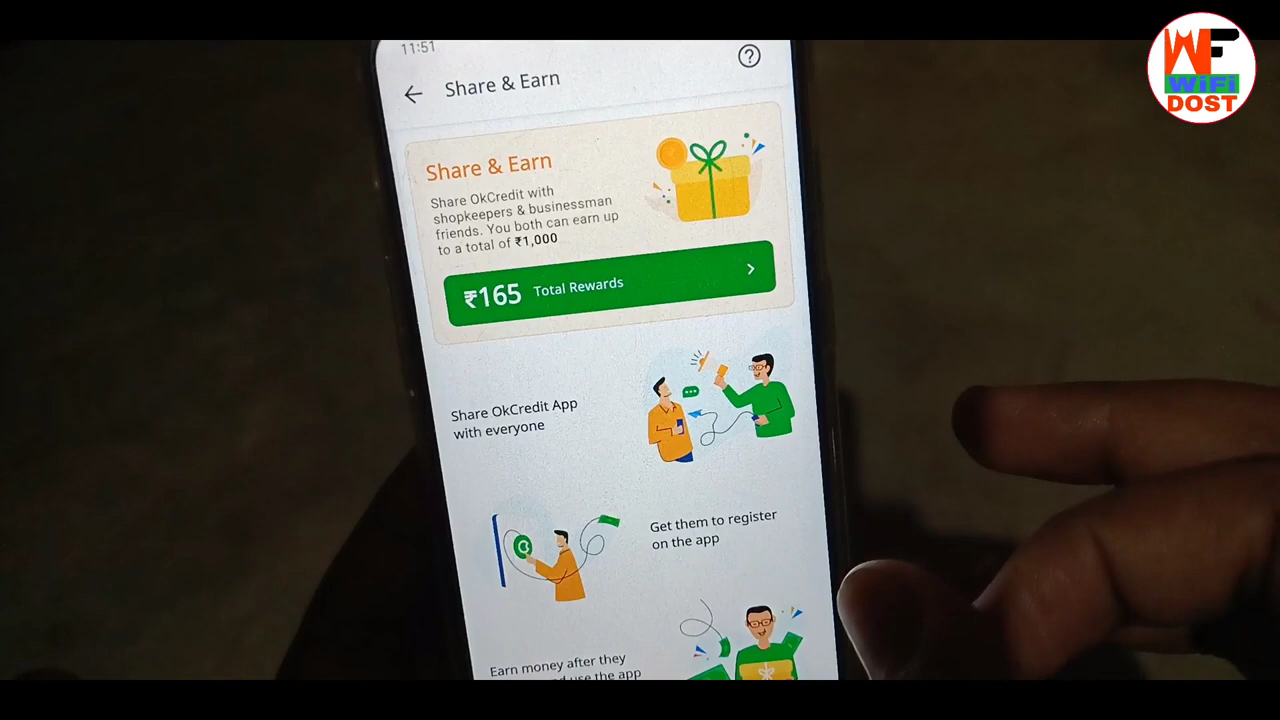 11:51
Share & Earn
Share & Earn
Share OkCredit with
shopkeepers & businessman
friends. You both can earn up
to a total of ₹1,000
₹165 Total Rewards
Share OkCredit App
with everyone
Get them to register
on the app
Earn money after they
use the app
WF
WiFi
DOST